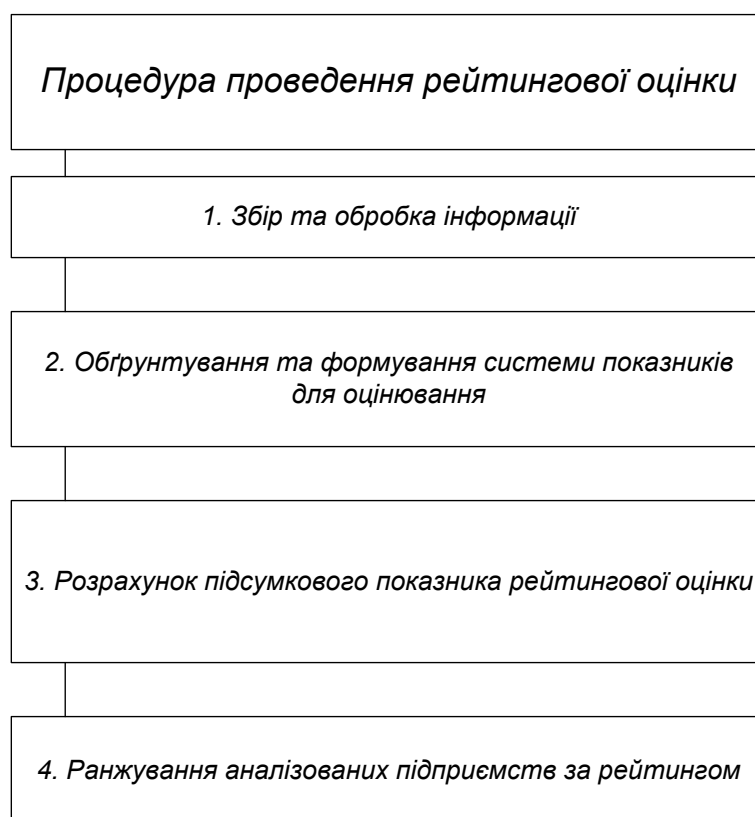 Процедура проведення рейтингової оцінки
1. Збір та обробка інформації
2. Обґрунтування та формування системи показників
для оцінювання
3. Розрахунок підсумкового показника рейтингової оцінки
4. Ранжування аналізованих підприємств за рейтингом